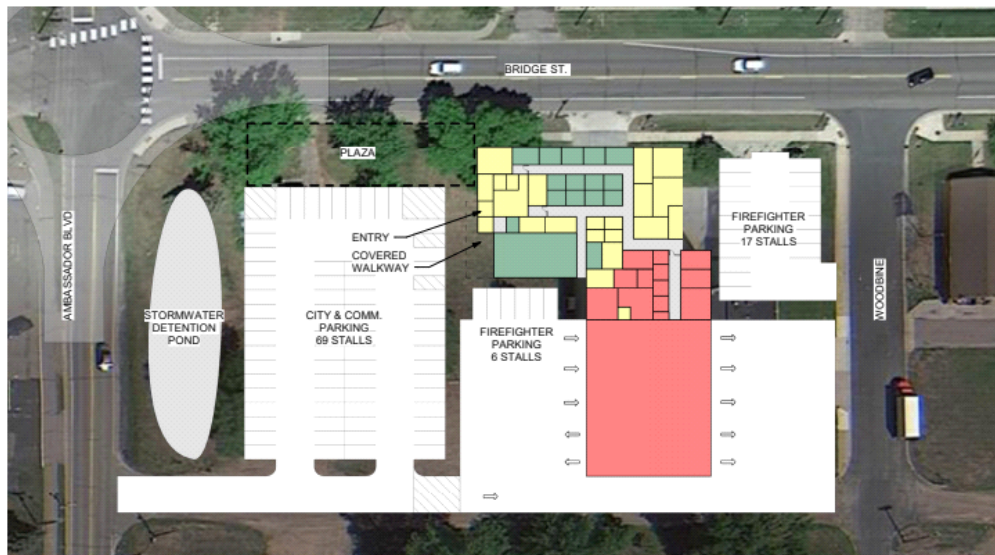 BRIDGE ST.
PLAZA
ENTRY
COVERED
WALKWAY
FIREFIGHTER
PARKING
17 STALLS
AMBASSADOR BLVD
WOODBINE
STORMWATER
DETENTION
POND
CITY & COMM.
PARKING
69 STALLS
FIREFIGHTER
PARKING
6 STALLS